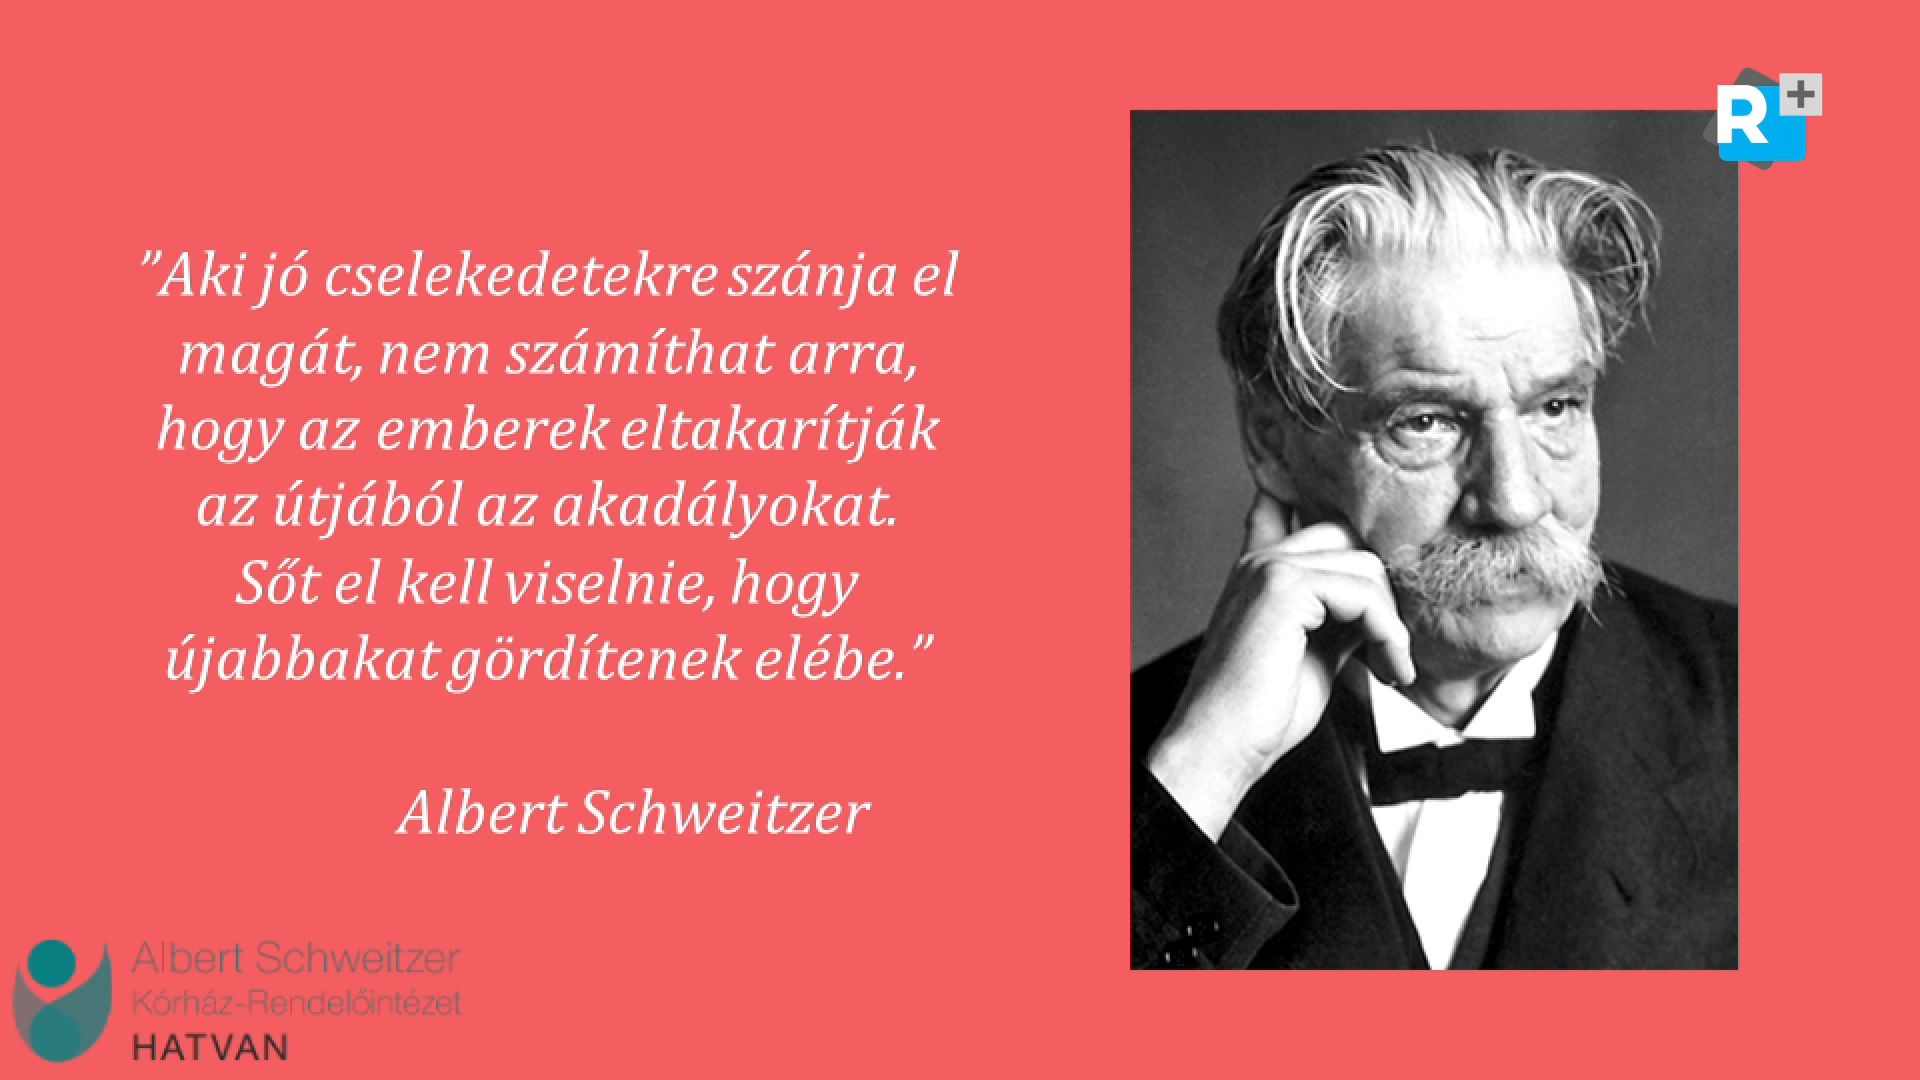 ”Aki jó cselekedetekre szánja el
magát, nem számíthat arra,
hogy az emberek eltakarítják
az útjából az akadályokat.
Sőt el kell viselnie, hogy
újabbakat gördítenek elébe.”
Albert Schweitzer
R+
Albert Schweitzer
Kórház-Rendelőintézet
HATVAN